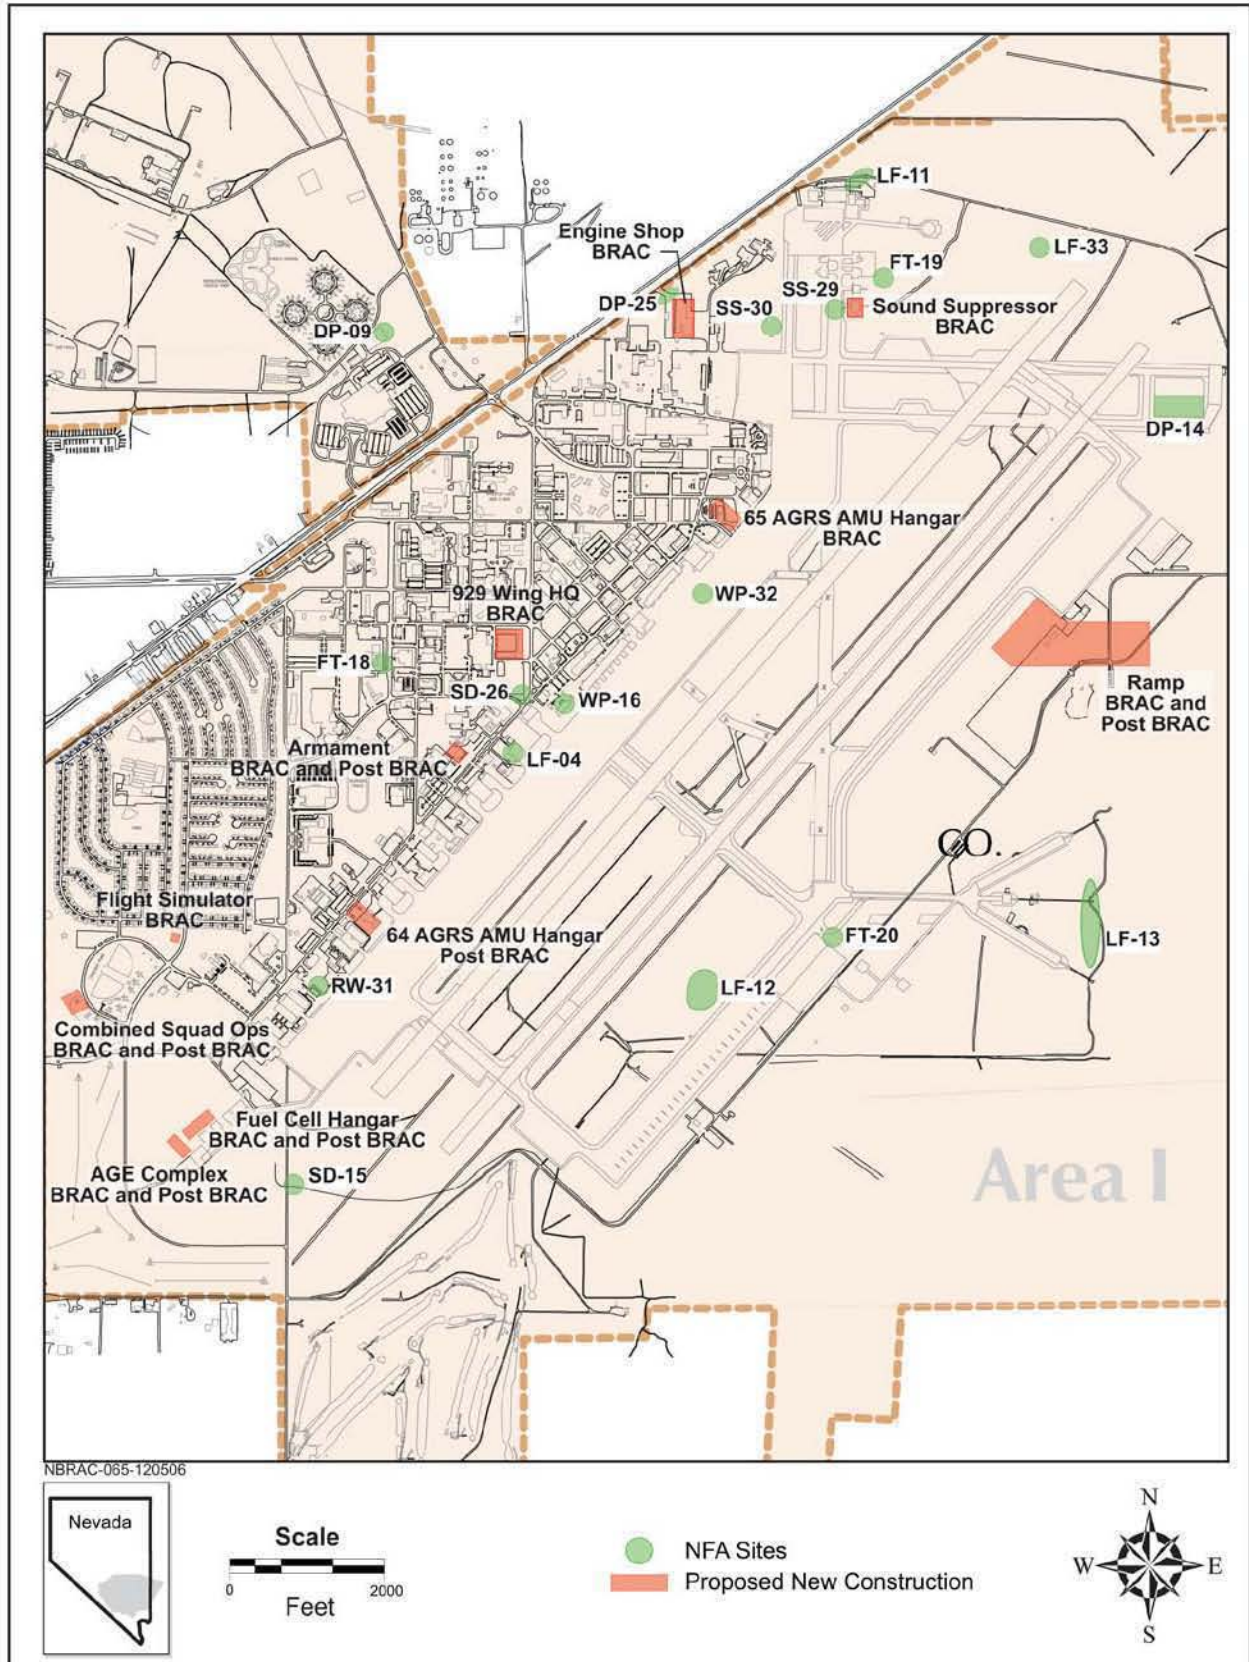 LF-11
Engine Shop
BRAC
LF-33
FT-19
DP-25
SS-30
SS-29
Sound Suppressor
BRAC
DP-09
DP-14
65 AGRS AMU Hangar
BRAC
929 Wing HQ
BRAC
WP-32
FT-18
SD-26
WP-16
Ramp
BRAC and
Post BRAC
Armament
BRAC and Post BRAC
LF-04
CO.
Flight Simulator
BRAC
64 AGRS AMU Hangar
Post BRAC
FT-20
LF-13
RW-31
LF-12
Combined Squad Ops
BRAC and Post BRAC
Fuel Cell Hangar
BRAC and Post BRAC
AGE Complex
BRAC and Post BRAC
SD-15
Area I
NBRAC-065-120506
Nevada
Scale
0 2000
Feet
NFA Sites
Proposed New Construction
N
W E
S